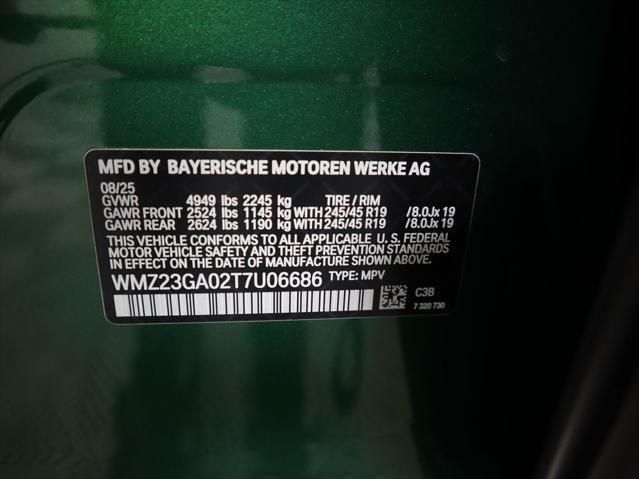 MFD BY BAYERISCHE MOTOREN WERKE AG
08/25
GVWR 4949 lbs 2245 kg TIRE / RIM
GAWR FRONT 2524 lbs 1145 kg WITH 245/45 R19 /8.0Jx 19
GAWR REAR 2624 lbs 1190 kg WITH 245/45 R19 /8.0Jx 19
THIS VEHICLE CONFORMS TO ALL APPLICABLE U. S. FEDERAL
MOTOR VEHICLE SAFETY AND THEFT PREVENTION STANDARDS
IN EFFECT ON THE DATE OF MANUFACTURE SHOWN ABOVE.
WMZ23GA02T7U06686 TYPE: MPV
C3B
7 320 730